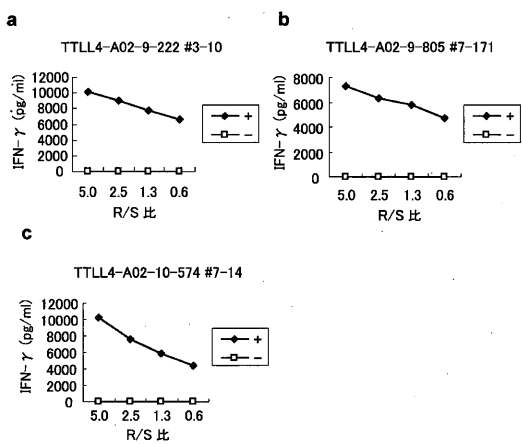 a
TTLL4-A02-9-222 #3-10
IFN-γ (pg/ml)
12000
10000
8000
6000
4000
2000
0
5.0 2.5 1.3 0.6
R/S 比
+
−
b
TTLL4-A02-9-805 #7-171
IFN-γ (pg/ml)
8000
6000
4000
2000
0
5.0 2.5 1.3 0.6
R/S 比
+
−
c
TTLL4-A02-10-574 #7-14
IFN-γ (pg/ml)
12000
10000
8000
6000
4000
2000
0
5.0 2.5 1.3 0.6
R/S 比
+
−